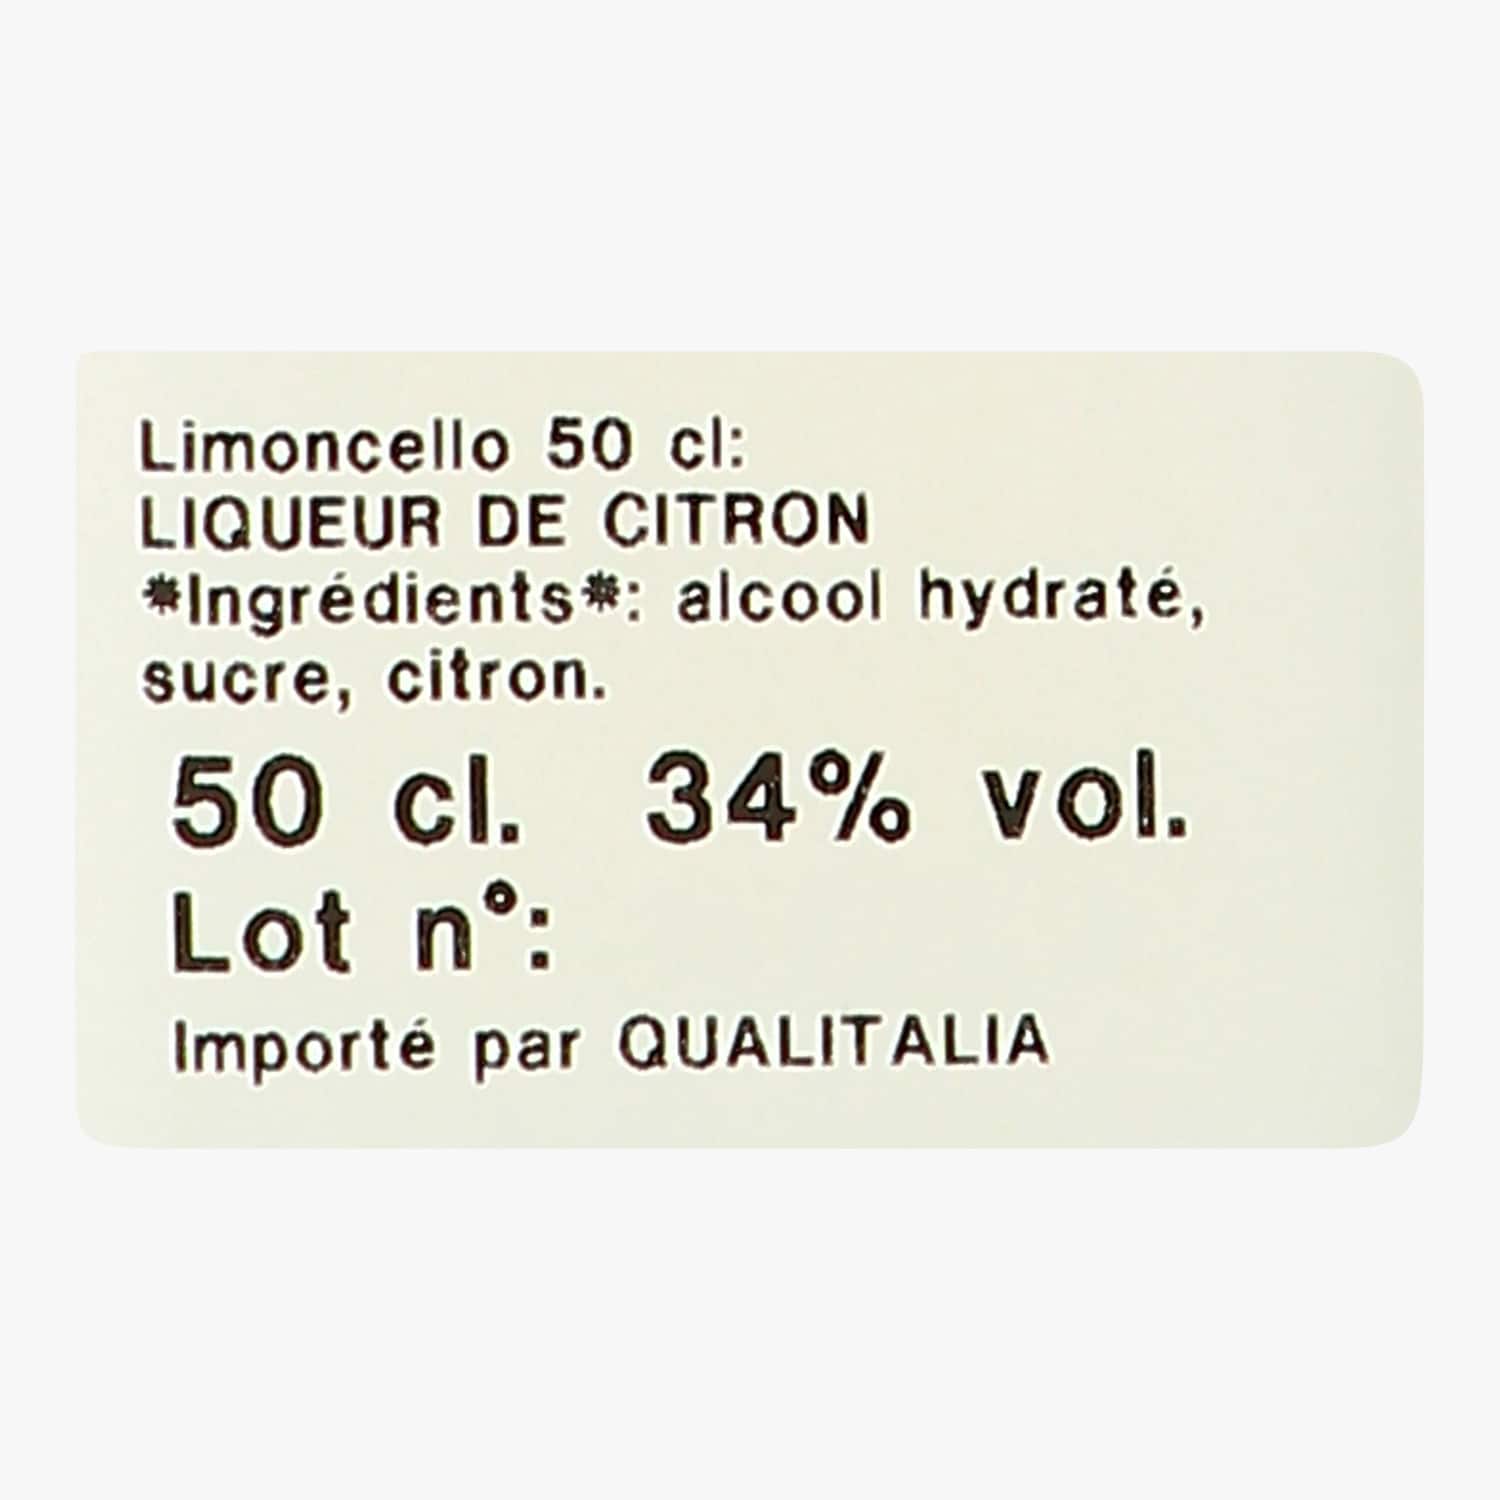 Limoncello 50 cl:
LIQUEUR DE CITRON
*Ingrédients*: alcool hydraté,
sucre, citron.
50 cl. 34% vol.
Lot n°:
Importé par QUALITALIA